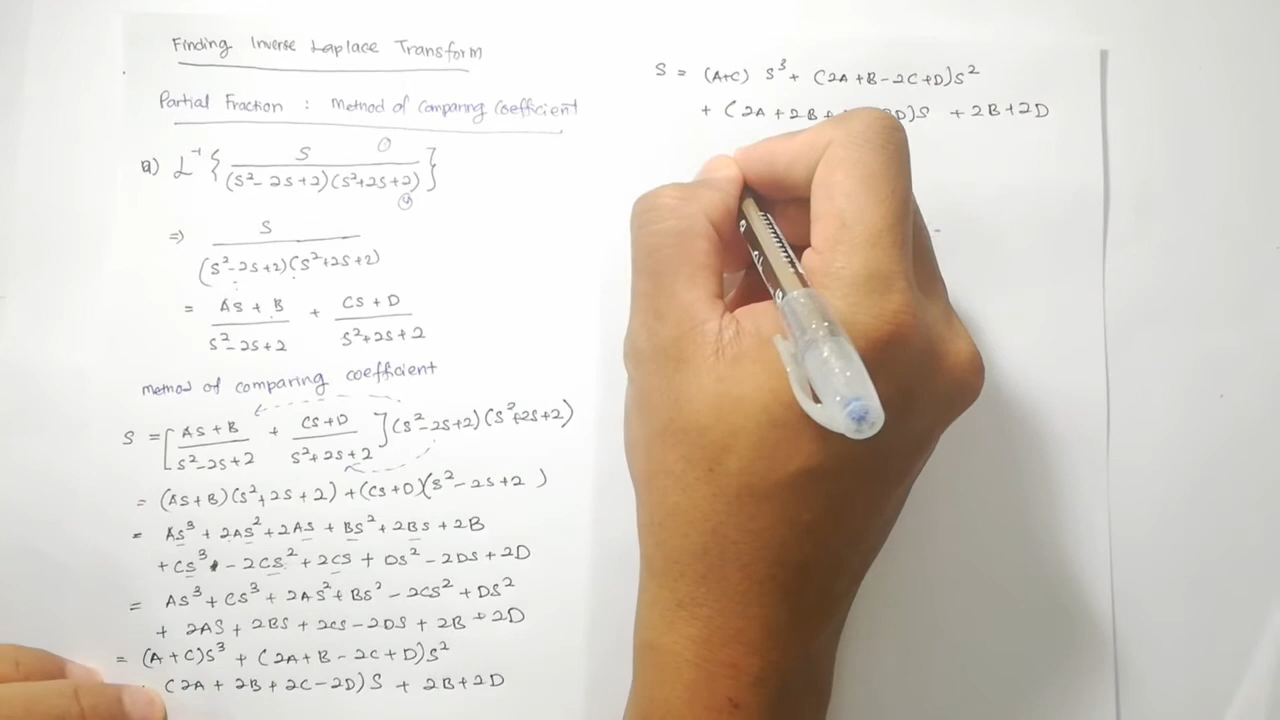 Finding Inverse Laplace Transform
Partial Fraction : Method of comparing Coefficient
a) L⁻¹ { s / (s²-2s+2)(s²+2s+2) }
=> s / (s²-2s+2)(s²+2s+2)
= As+B / s²-2s+2 + Cs+D / s²+2s+2
method of comparing coefficient
s = [ As+B / s²-2s+2 + Cs+D / s²+2s+2 ] (s²-2s+2)(s²+2s+2)
= (As+B)(s²+2s+2) + (Cs+D)(s²-2s+2)
= As³ + 2As² + 2As + Bs² + 2Bs + 2B
+ Cs³ - 2Cs² + 2Cs + Ds² - 2Ds + 2D
= As³ + Cs³ + 2As² + Bs² - 2Cs² + Ds²
+ 2As + 2Bs + 2Cs - 2Ds + 2B + 2D
= (A+C)s³ + (2A+B-2C+D)s²
(2A + 2B + 2C - 2D)s + 2B+2D
s = (A+C) s³ + (2A+B-2C+D)s²
+ (2A+2B+ D)s + 2B+2D